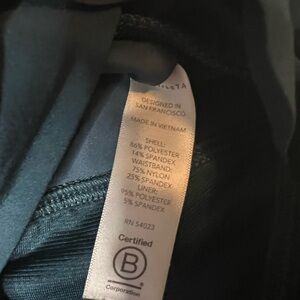 DESIGNED IN
SAN FRANCISCO
MADE IN VIETNAM
SHELL:
86% POLYESTER
14% SPANDEX
WAISTBAND:
75% NYLON
25% SPANDEX
LINER:
95% POLYESTER
5% SPANDEX
RN 54023
Certified
B
Corporation